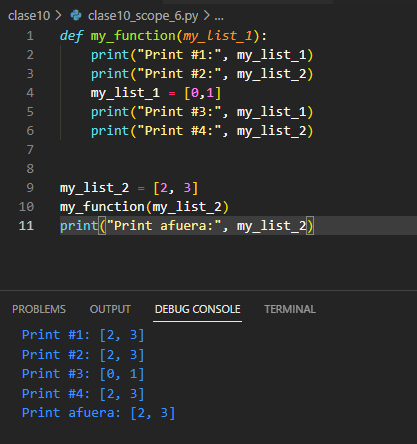 clase10 > clase10_scope_6.py > ...
1 def my_function(my_list_1):
2     print("Print #1:", my_list_1)
3     print("Print #2:", my_list_2)
4     my_list_1 = [0,1]
5     print("Print #3:", my_list_1)
6     print("Print #4:", my_list_2)
7
8
9 my_list_2 = [2, 3]
10 my_function(my_list_2)
11 print("Print afuera:", my_list_2)
PROBLEMS OUTPUT DEBUG CONSOLE TERMINAL
Print #1: [2, 3]
Print #2: [2, 3]
Print #3: [0, 1]
Print #4: [2, 3]
Print afuera: [2, 3]